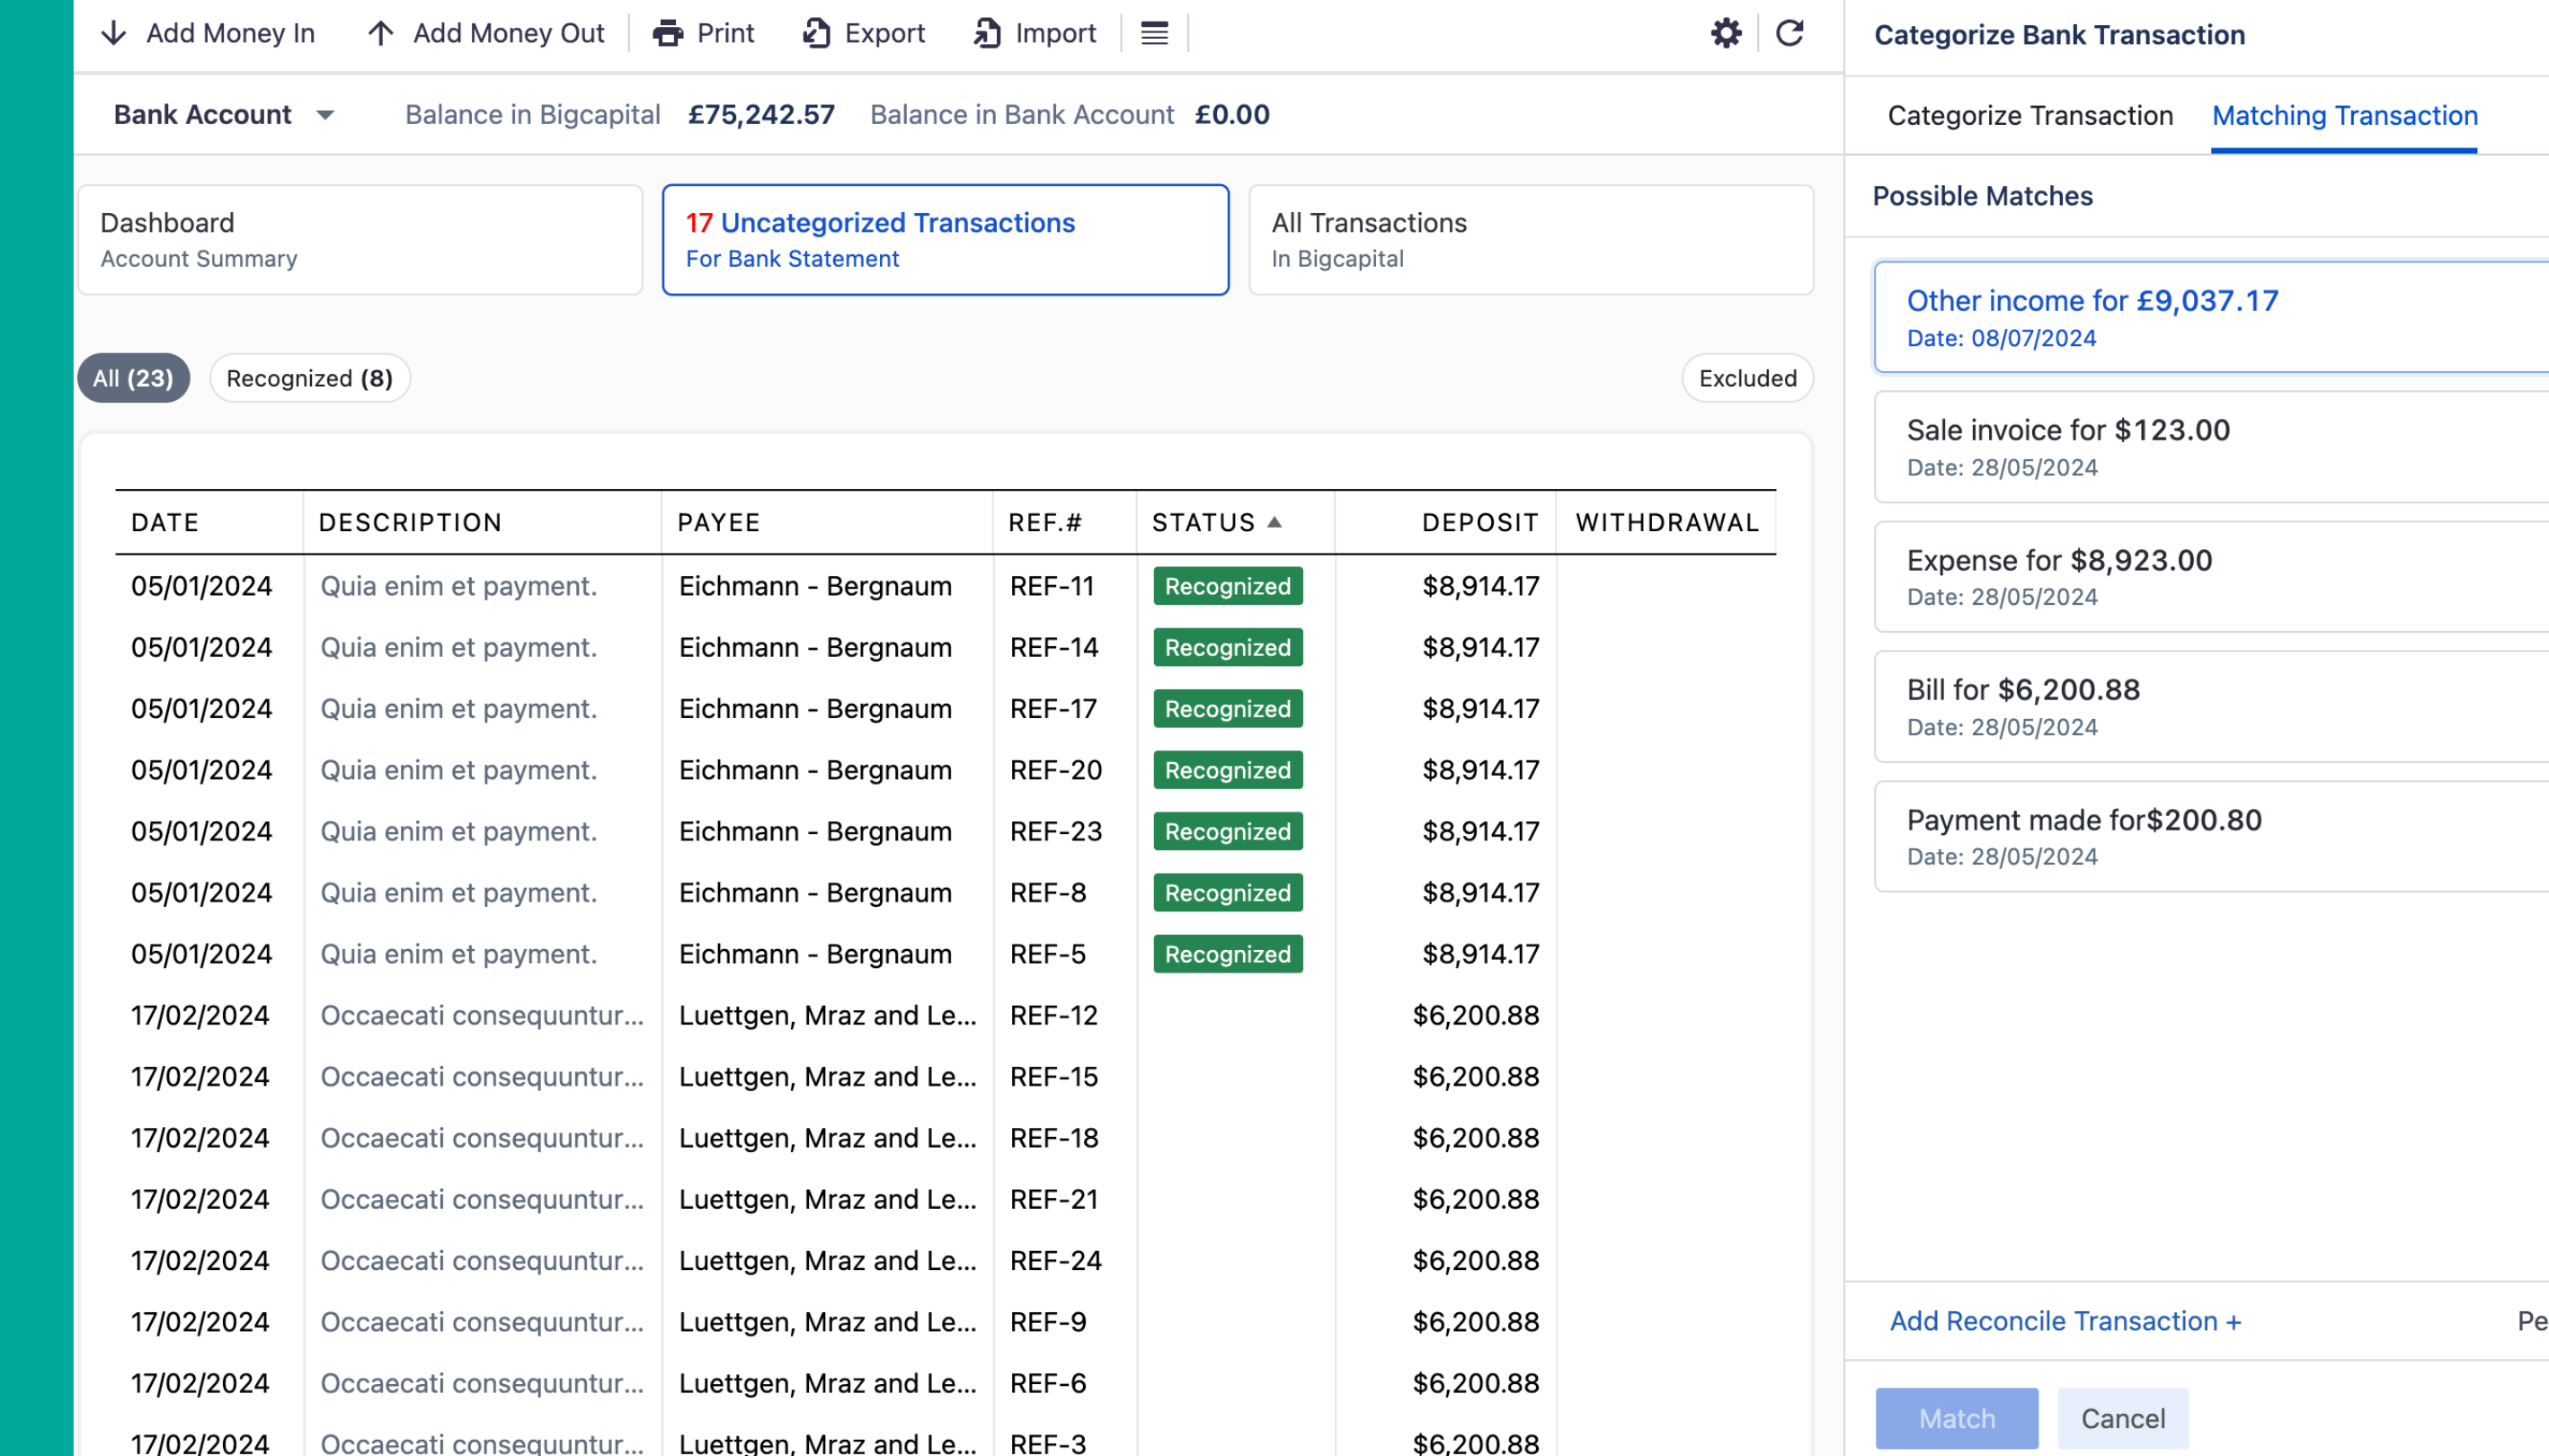 Add Money In Add Money Out Print Export Import
Bank Account Balance in Bigcapital £75,242.57 Balance in Bank Account £0.00
Dashboard
Account Summary
17 Uncategorized Transactions
For Bank Statement
All Transactions
In Bigcapital
All (23) Recognized (8) Excluded
DATE DESCRIPTION PAYEE REF.# STATUS DEPOSIT WITHDRAWAL
05/01/2024 Quia enim et payment. Eichmann - Bergnaum REF-11 Recognized $8,914.17
05/01/2024 Quia enim et payment. Eichmann - Bergnaum REF-14 Recognized $8,914.17
05/01/2024 Quia enim et payment. Eichmann - Bergnaum REF-17 Recognized $8,914.17
05/01/2024 Quia enim et payment. Eichmann - Bergnaum REF-20 Recognized $8,914.17
05/01/2024 Quia enim et payment. Eichmann - Bergnaum REF-23 Recognized $8,914.17
05/01/2024 Quia enim et payment. Eichmann - Bergnaum REF-8 Recognized $8,914.17
05/01/2024 Quia enim et payment. Eichmann - Bergnaum REF-5 Recognized $8,914.17
17/02/2024 Occaecati consequuntur... Luettgen, Mraz and Le... REF-12 $6,200.88
17/02/2024 Occaecati consequuntur... Luettgen, Mraz and Le... REF-15 $6,200.88
17/02/2024 Occaecati consequuntur... Luettgen, Mraz and Le... REF-18 $6,200.88
17/02/2024 Occaecati consequuntur... Luettgen, Mraz and Le... REF-21 $6,200.88
17/02/2024 Occaecati consequuntur... Luettgen, Mraz and Le... REF-24 $6,200.88
17/02/2024 Occaecati consequuntur... Luettgen, Mraz and Le... REF-9 $6,200.88
17/02/2024 Occaecati consequuntur... Luettgen, Mraz and Le... REF-6 $6,200.88
17/02/2024 Occaecati consequuntur... Luettgen, Mraz and Le... REF-3 $6,200.88
Categorize Bank Transaction
Categorize Transaction Matching Transaction
Possible Matches
Other income for £9,037.17
Date: 08/07/2024
Sale invoice for $123.00
Date: 28/05/2024
Expense for $8,923.00
Date: 28/05/2024
Bill for $6,200.88
Date: 28/05/2024
Payment made for$200.80
Date: 28/05/2024
Add Reconcile Transaction + Pe
Match Cancel